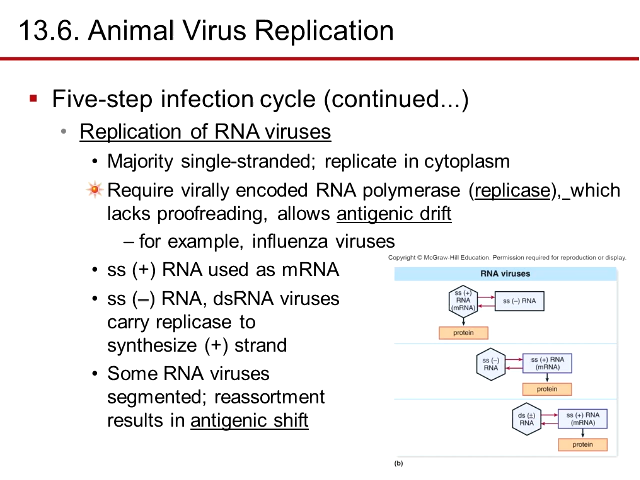 13.6. Animal Virus Replication
▪ Five-step infection cycle (continued...)
• Replication of RNA viruses
• Majority single-stranded; replicate in cytoplasm
Require virally encoded RNA polymerase (replicase), which
lacks proofreading, allows antigenic drift
– for example, influenza viruses
• ss (+) RNA used as mRNA
• ss (–) RNA, dsRNA viruses
carry replicase to
synthesize (+) strand
• Some RNA viruses
segmented; reassortment
results in antigenic shift
Copyright © McGraw-Hill Education. Permission required for reproduction or display.
RNA viruses
ss (+)
RNA
(mRNA)
ss (–) RNA
protein
ss (–)
RNA
ss (+) RNA
(mRNA)
protein
ds (±)
RNA
ss (+) RNA
(mRNA)
protein
(b)